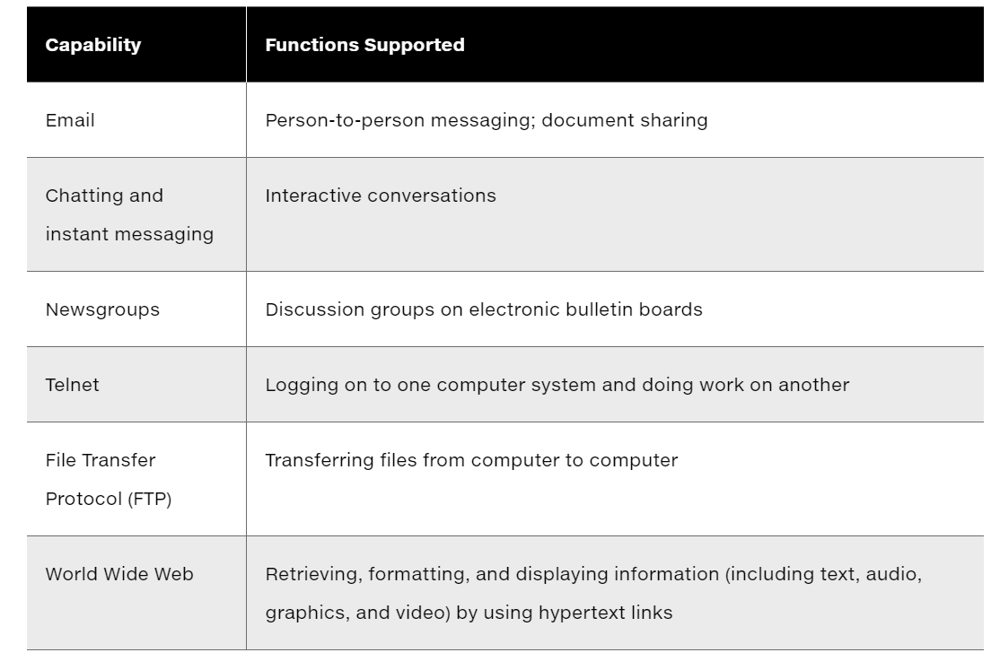 Capability
Functions Supported
Email
Person-to-person messaging; document sharing
Chatting and
instant messaging
Interactive conversations
Newsgroups
Discussion groups on electronic bulletin boards
Telnet
Logging on to one computer system and doing work on another
File Transfer
Protocol (FTP)
Transferring files from computer to computer
World Wide Web
Retrieving, formatting, and displaying information (including text, audio,
graphics, and video) by using hypertext links